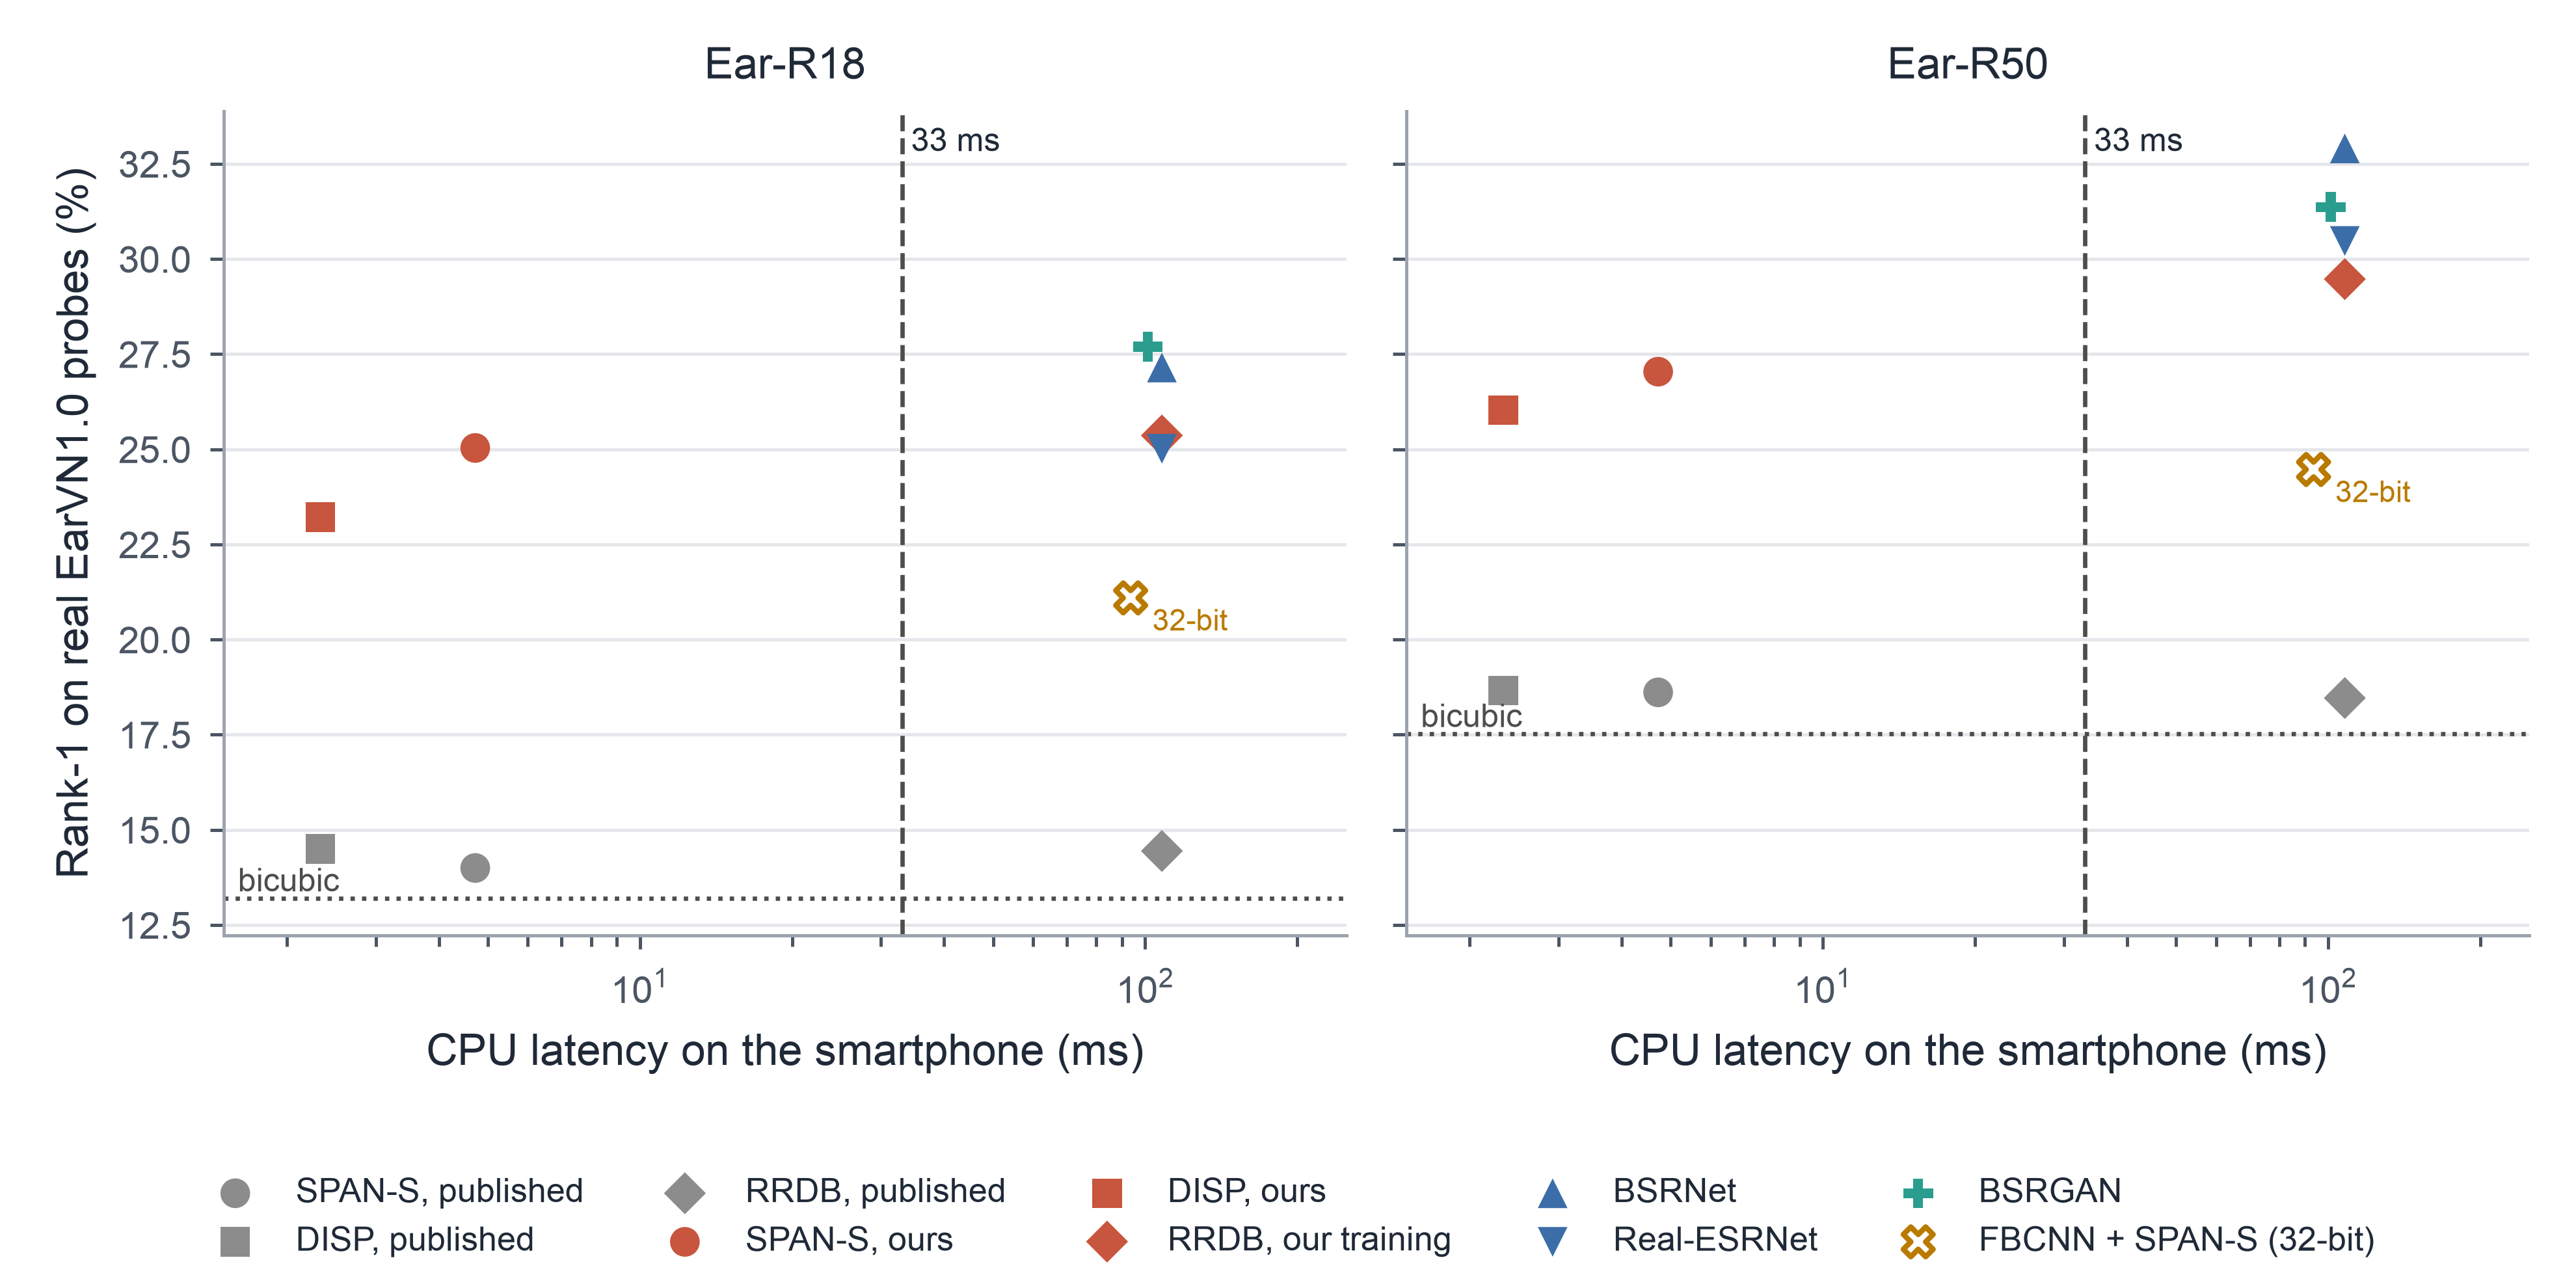 Ear-R18
Ear-R50
Rank-1 on real EarVN1.0 probes (%)
32.5
30.0
27.5
25.0
22.5
20.0
17.5
15.0
12.5
33 ms
32-bit
bicubic
10^1
10^2
CPU latency on the smartphone (ms)
33 ms
32-bit
bicubic
10^1
10^2
CPU latency on the smartphone (ms)
SPAN-S, published
DISP, published
RRDB, published
SPAN-S, ours
DISP, ours
RRDB, our training
BSRNet
Real-ESRNet
BSRGAN
FBCNN + SPAN-S (32-bit)